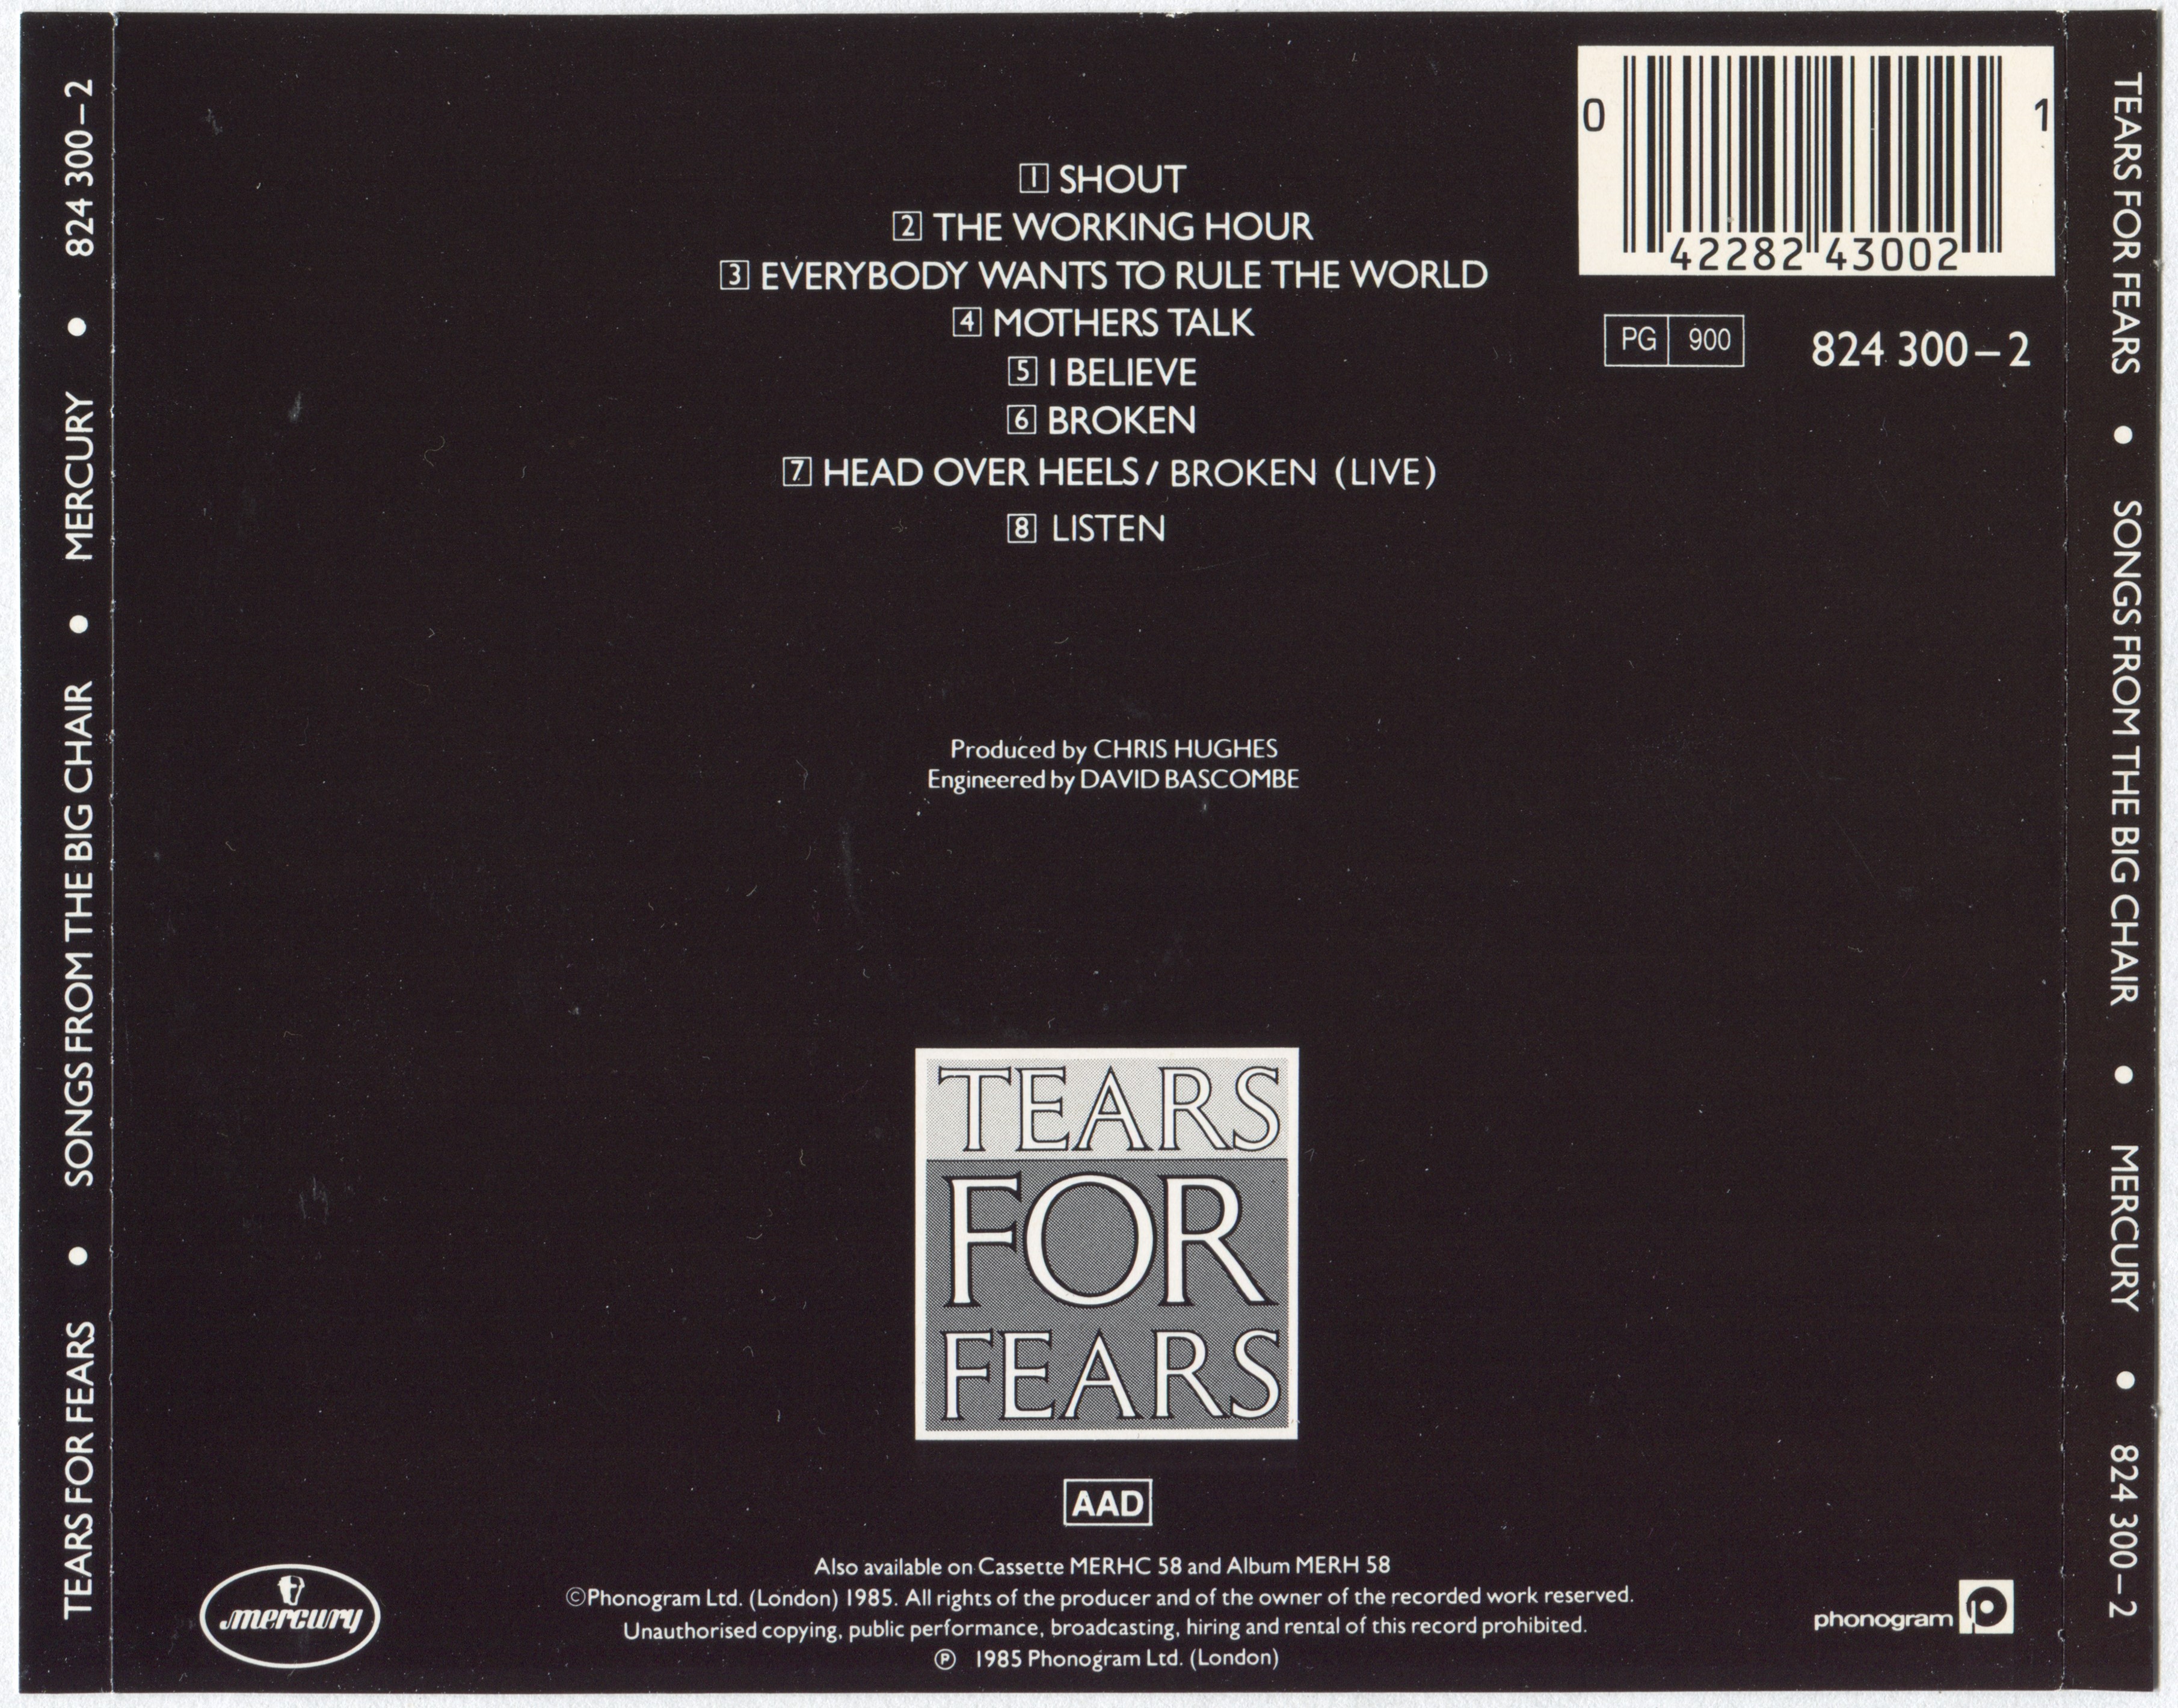 TEARS FOR FEARS • SONGS FROM THE BIG CHAIR • MERCURY • 824 300–2
1 SHOUT
2 THE WORKING HOUR
3 EVERYBODY WANTS TO RULE THE WORLD
4 MOTHERS TALK
5 I BELIEVE
6 BROKEN
7 HEAD OVER HEELS / BROKEN (LIVE)
8 LISTEN
0 42282 43002 1
PG 900 824 300–2
Produced by CHRIS HUGHES
Engineered by DAVID BASCOMBE
TEARS
FOR
FEARS
AAD
Also available on Cassette MERHC 58 and Album MERH 58
©Phonogram Ltd. (London) 1985. All rights of the producer and of the owner of the recorded work reserved.
Unauthorised copying, public performance, broadcasting, hiring and rental of this record prohibited.
℗ 1985 Phonogram Ltd. (London)
mercury
phonogram
TEARS FOR FEARS • SONGS FROM THE BIG CHAIR • MERCURY • 824 300–2